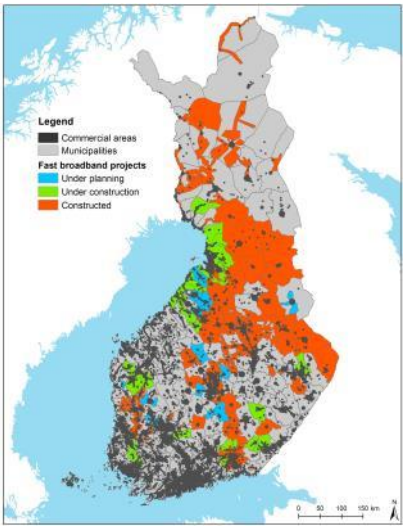 Legend
Commercial areas
Municipalities
Fast broadband projects
Under planning
Under construction
Constructed
N
0 50 100 150 km